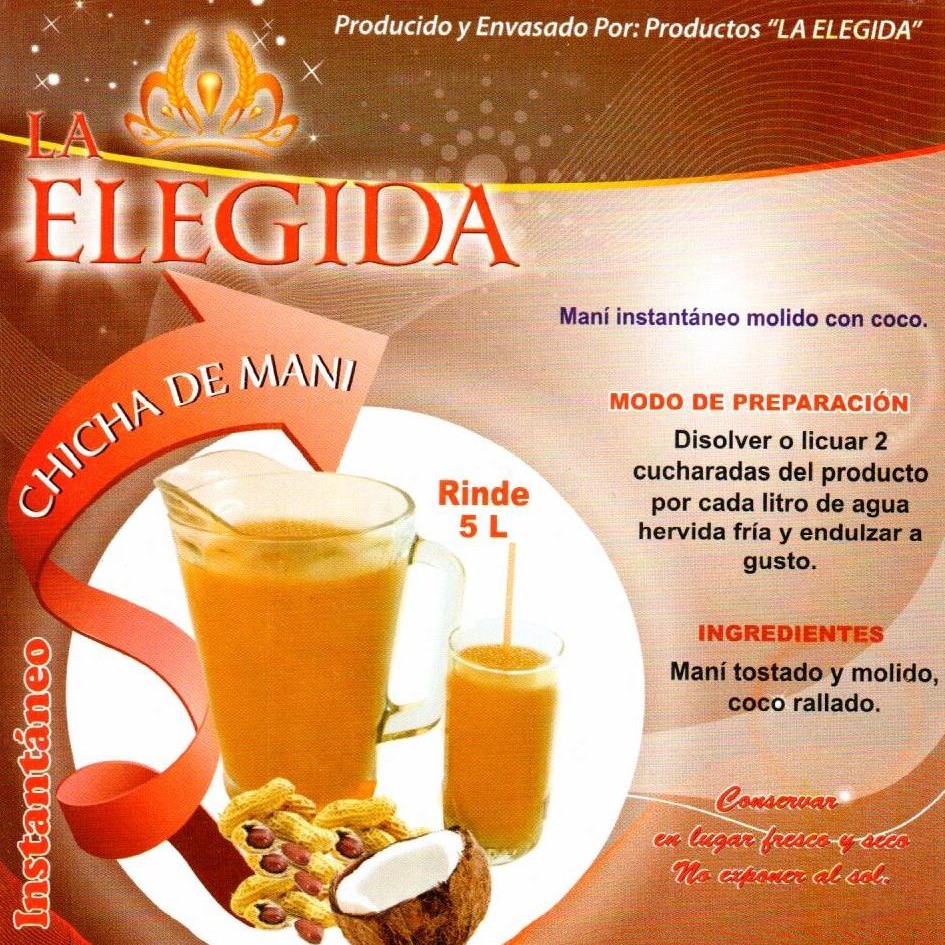 Producido y Envasado Por: Productos “LA ELEGIDA”
LA
ELEGIDA
CHICHA DE MANI
Maní instantáneo molido con coco.
MODO DE PREPARACIÓN
Disolver o licuar 2
cucharadas del producto
por cada litro de agua
hervida fría y endulzar a
gusto.
Rinde
5 L
INGREDIENTES
Maní tostado y molido,
coco rallado.
Instantáneo
Conservar
en lugar fresco y seco
No exponer al sol.